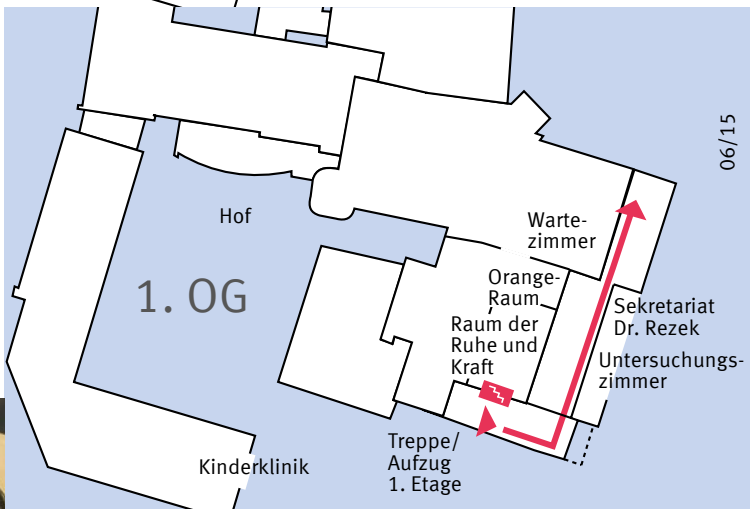 06/15
Hof
1. OG
Warte-
zimmer
Orange-
Raum
Raum der
Ruhe und
Kraft
Sekretariat
Dr. Rezek
Untersuchungs-
zimmer
Treppe/
Aufzug
1. Etage
Kinderklinik